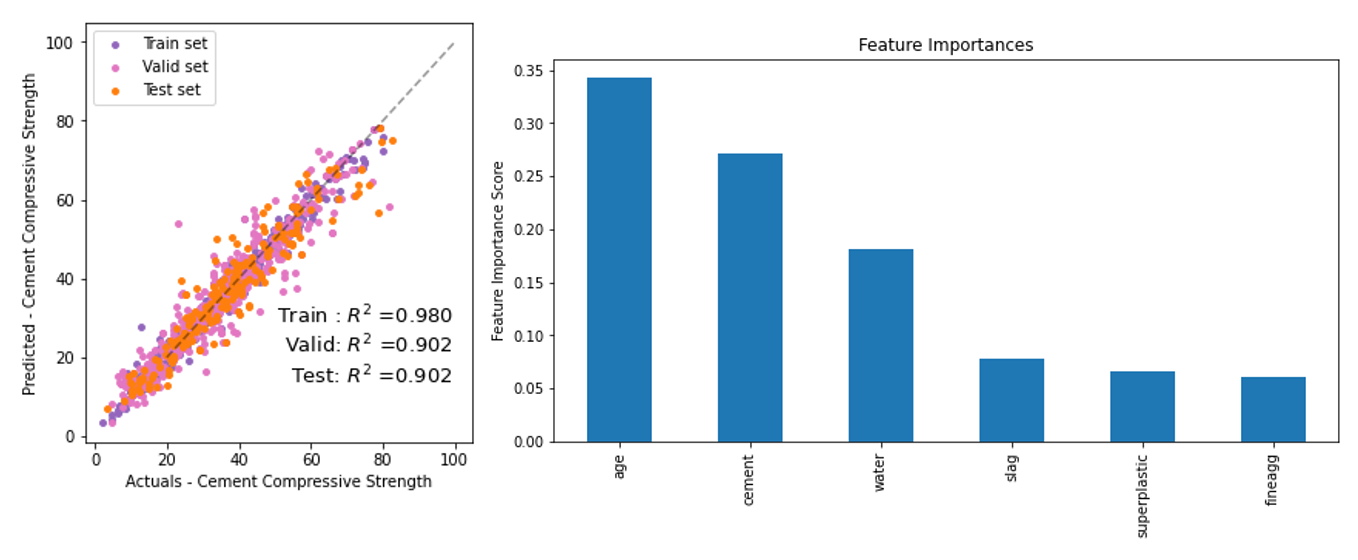 Train set
Valid set
Test set
100
80
60
40
20
0
Predicted - Cement Compressive Strength
Train : R² =0.980
Valid: R² =0.902
Test: R² =0.902
0 20 40 60 80 100
Actuals - Cement Compressive Strength
Feature Importances
0.35
0.30
0.25
0.20
0.15
0.10
0.05
0.00
Feature Importance Score
age
cement
water
slag
superplastic
fineagg